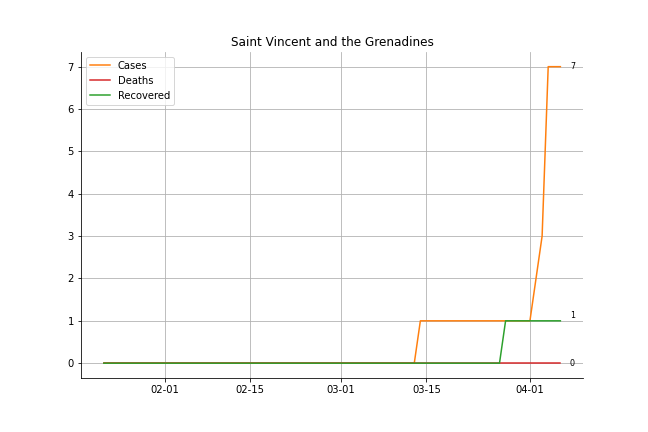 Saint Vincent and the Grenadines
Cases
Deaths
Recovered
7
6
5
4
3
2
1
0
7
1
0
02-01 02-15 03-01 03-15 04-01